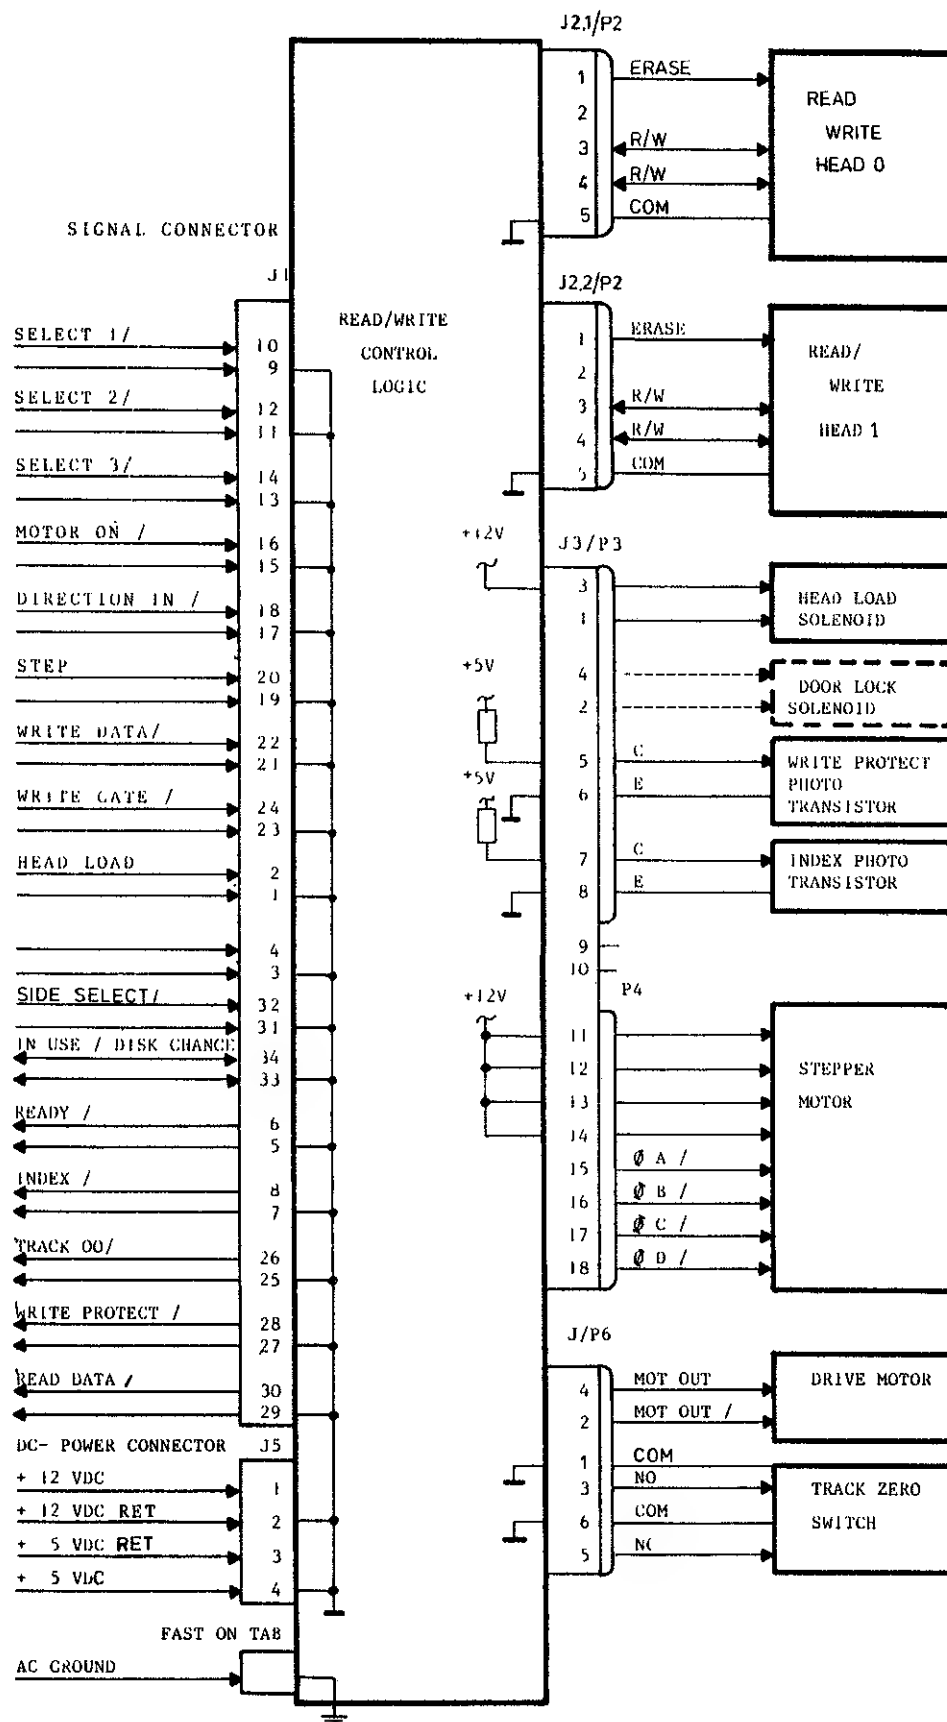 J2,1/P2
1 ERASE
2
3 R/W
4 R/W
5 COM
READ
WRITE
HEAD 0
SIGNAL CONNECTOR
J1
READ/WRITE
CONTROL
LOGIC
J2,2/P2
1 ERASE
2
3 R/W
4 R/W
5 COM
READ/
WRITE
HEAD 1
SELECT 1/ 10
9
SELECT 2/ 12
11
SELECT 3/ 14
13
MOTOR ON / 16
15
DIRECTION IN / 18
17
STEP 20
19
WRITE DATA/ 22
21
WRITE GATE / 24
23
HEAD LOAD 2
1
4
3
SIDE SELECT/ 32
31
IN USE / DISK CHANGE 34
33
READY / 6
5
INDEX / 8
7
TRACK 00/ 26
25
WRITE PROTECT / 28
27
READ DATA / 30
29
+12V
J3/P3
3
1
HEAD LOAD
SOLENOID
+5V
4
2
DOOR LOCK
SOLENOID
+5V
5 C
6 E
WRITE PROTECT
PHOTO
TRANSISTOR
7 C
8 E
INDEX PHOTO
TRANSISTOR
9
10
P4
+12V
11
12
13
14
15 Ø A /
16 Ø B /
17 Ø C /
18 Ø D /
STEPPER
MOTOR
J/P6
4 MOT OUT
2 MOT OUT /
DRIVE MOTOR
1 COM
3 NO
6 COM
5 NC
TRACK ZERO
SWITCH
DC- POWER CONNECTOR J5
+ 12 VDC 1
+ 12 VDC RET 2
+ 5 VDC RET 3
+ 5 VDC 4
FAST ON TAB
AC GROUND